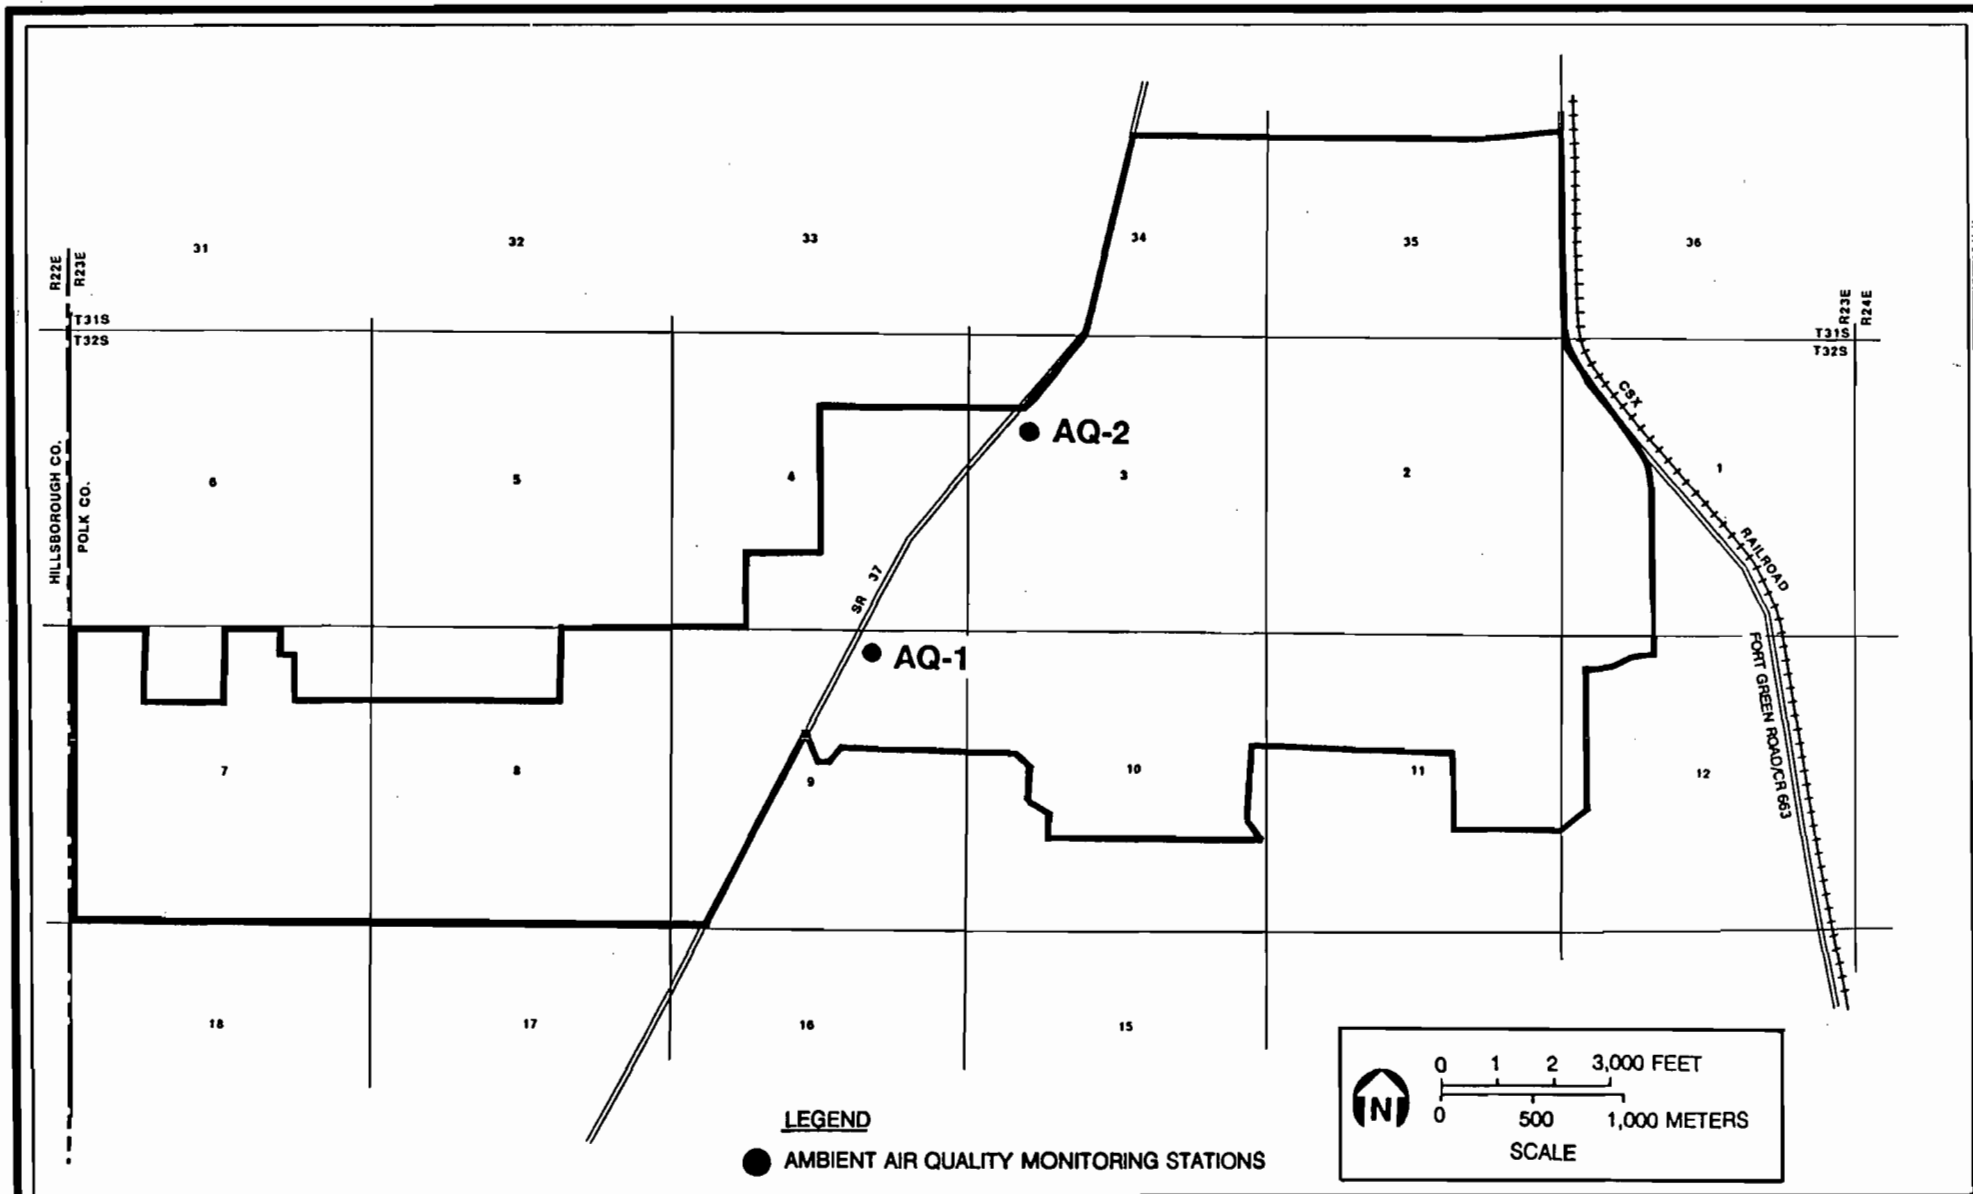 31
32
33
34
35
36
R22E
R23E
R23E
R24E
T31S
T32S
T31S
T32S
CSX
AQ-2
HILLSBOROUGH CO.
POLK CO.
6
5
4
3
2
1
RAILROAD
SR 37
AQ-1
FORT GREEN ROAD/CR 663
7
8
9
10
11
12
18
17
16
15
0 1 2 3,000 FEET
N
0 500 1,000 METERS
SCALE
LEGEND
AMBIENT AIR QUALITY MONITORING STATIONS